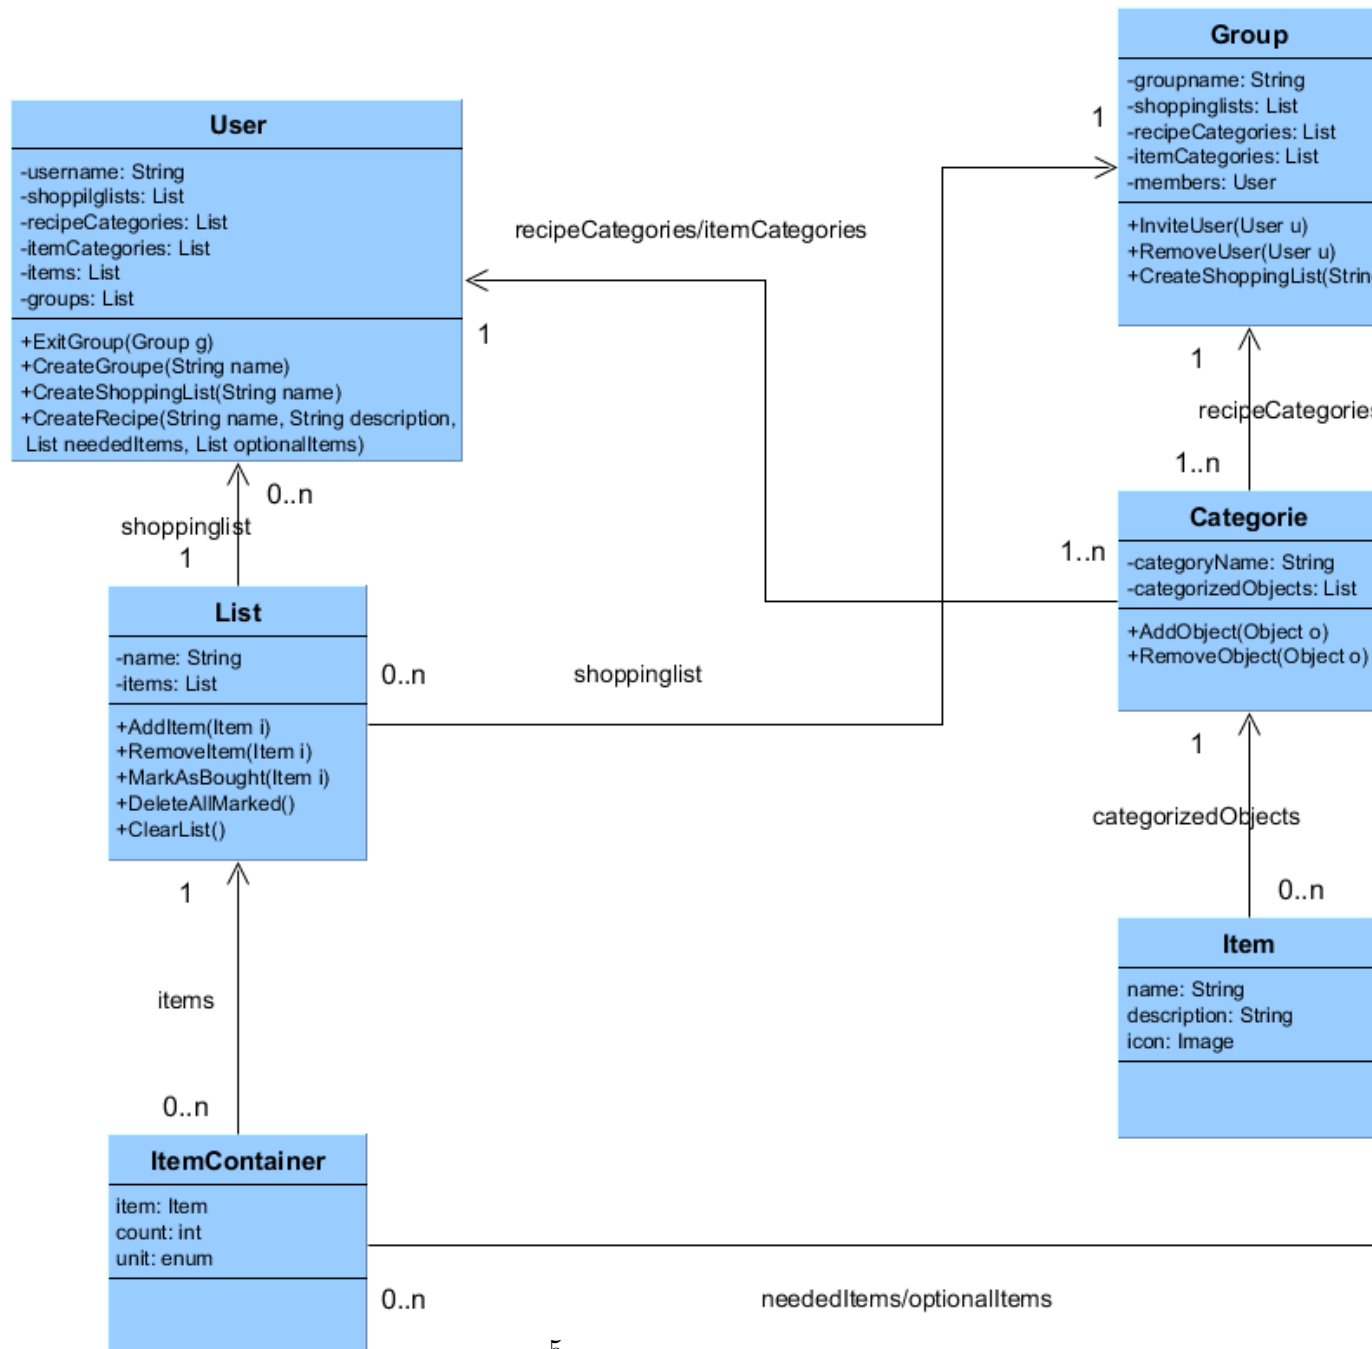 User
-username: String
-shoppilglists: List
-recipeCategories: List
-itemCategories: List
-items: List
-groups: List
+ExitGroup(Group g)
+CreateGroupe(String name)
+CreateShoppingList(String name)
+CreateRecipe(String name, String description,
List neededItems, List optionalItems)
Group
-groupname: String
-shoppinglists: List
-recipeCategories: List
-itemCategories: List
-members: User
+InviteUser(User u)
+RemoveUser(User u)
+CreateShoppingList(Strin
1
recipeCategories/itemCategories
1
1
recipeCategories
1..n
0..n
shoppinglist
1
Categorie
-categoryName: String
-categorizedObjects: List
+AddObject(Object o)
+RemoveObject(Object o)
1..n
List
-name: String
-items: List
+AddItem(Item i)
+RemoveItem(Item i)
+MarkAsBought(Item i)
+DeleteAllMarked()
+ClearList()
0..n
shoppinglist
1
categorizedObjects
0..n
1
items
0..n
Item
name: String
description: String
icon: Image
ItemContainer
item: Item
count: int
unit: enum
0..n
neededItems/optionalItems